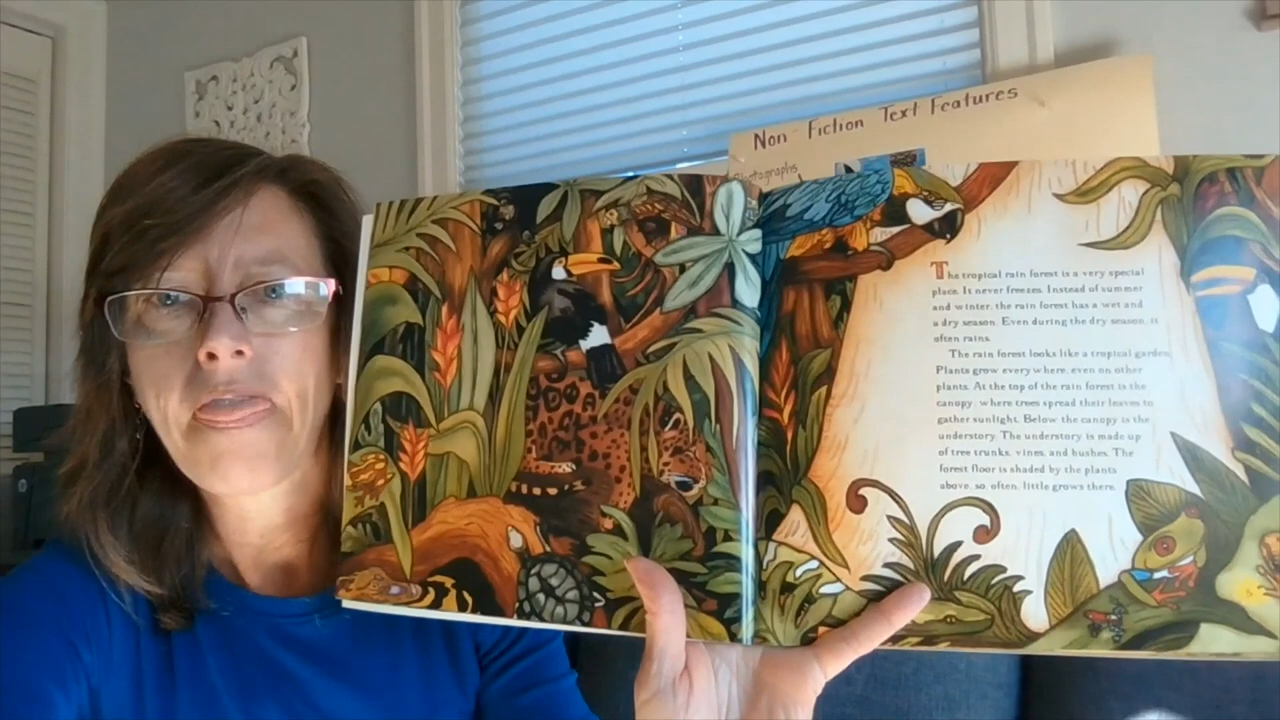 Non-Fiction Text Features
Photographs
The tropical rain forest is a very special
place. It never freezes. Instead of summer
and winter, the rain forest has a wet and
a dry season. Even during the dry season, it
often rains.
The rain forest looks like a tropical garden.
Plants grow everywhere, even on other
plants. At the top of the rain forest is the
canopy, where trees spread their leaves to
gather sunlight. Below the canopy is the
understory. The understory is made up
of tree trunks, vines, and bushes. The
forest floor is shaded by the plants
above, so, often, little grows there.